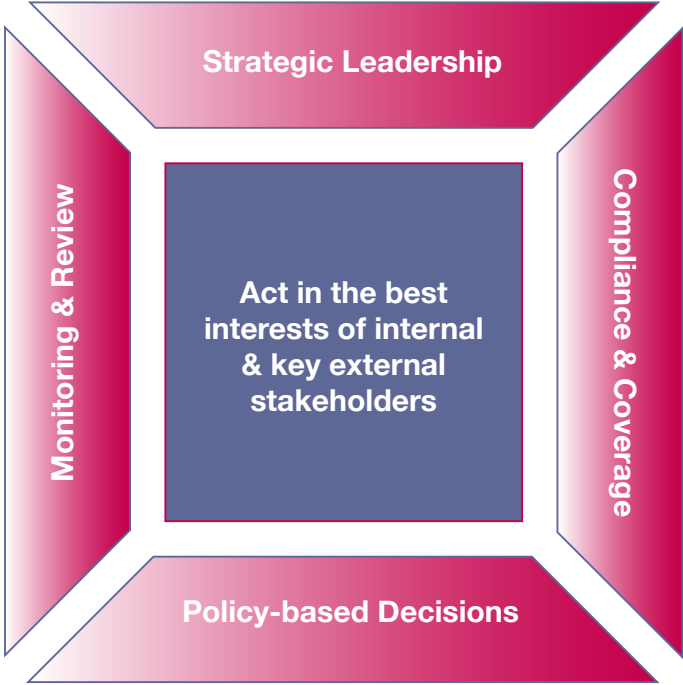 Strategic Leadership
Monitoring & Review
Act in the best
interests of internal
& key external
stakeholders
Compliance & Coverage
Policy-based Decisions